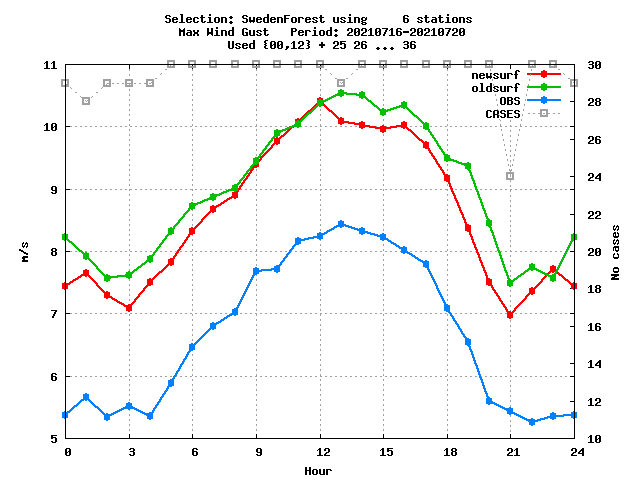 Selection: SwedenForest using     6 stations
Max Wind Gust   Period: 20210716-20210720
Used {00,12} + 25 26 ... 36
newsurf
oldsurf
OBS
CASES
11
10
9
8
7
6
5
m/s
30
28
26
24
22
20
18
16
14
12
10
No cases
0 3 6 9 12 15 18 21 24
Hour